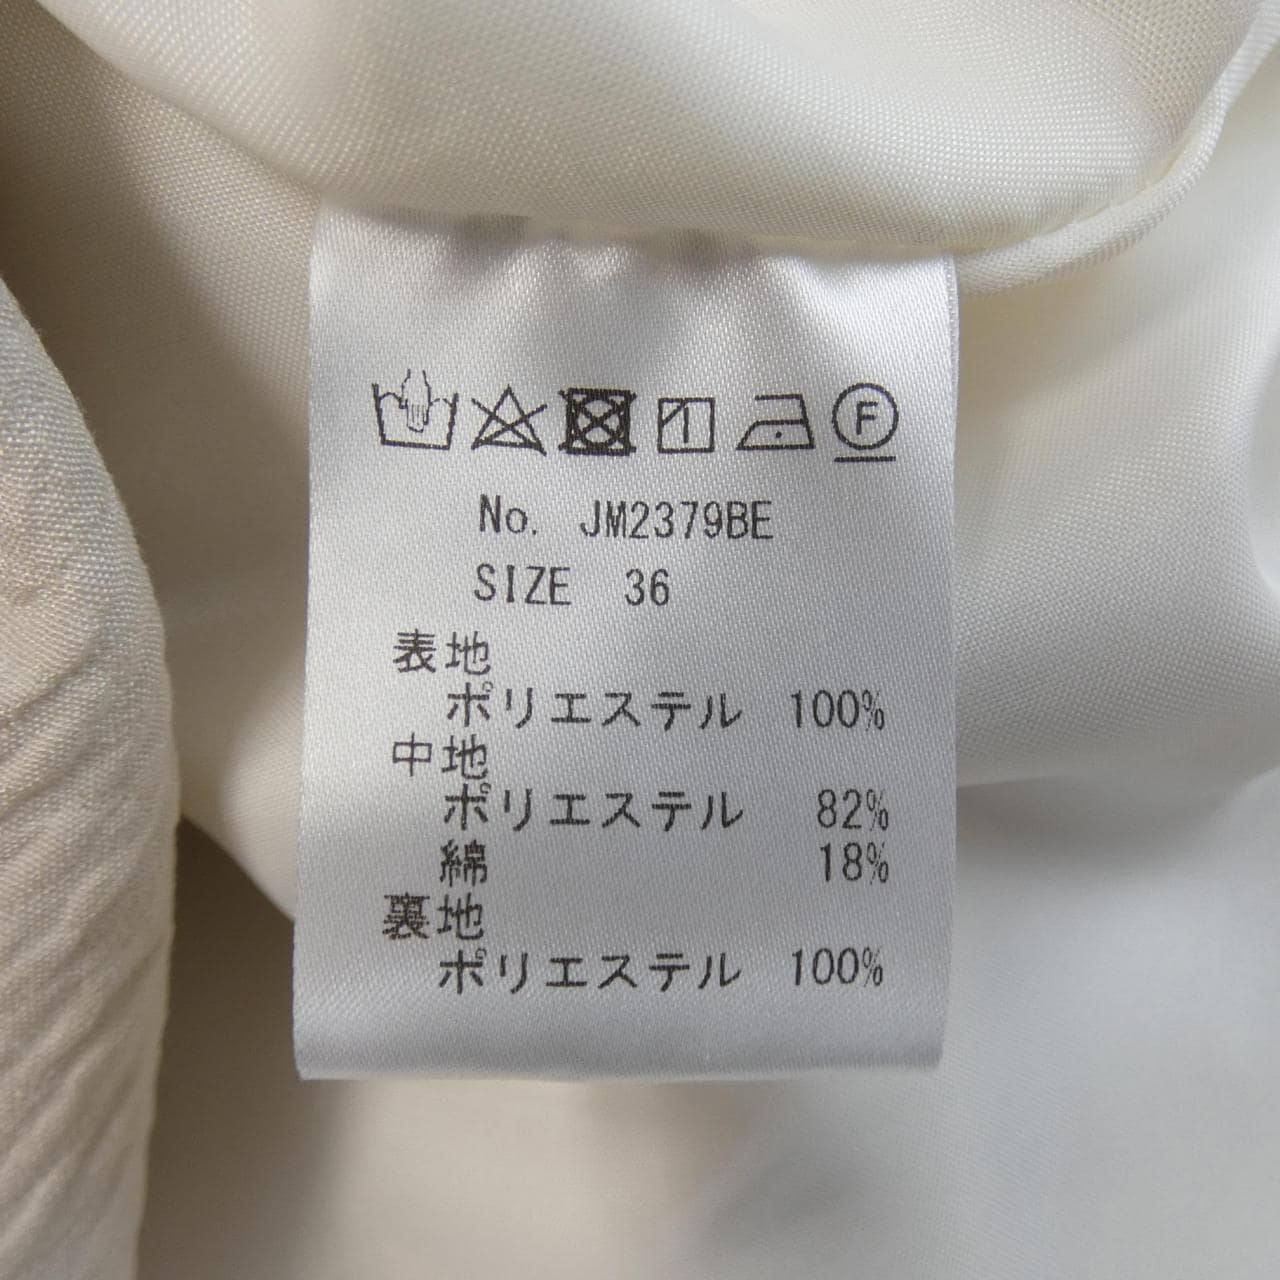 F
No. JM2379BE
SIZE 36
表地
ポリエステル 100%
中地
ポリエステル 82%
綿 18%
裏地
ポリエステル 100%